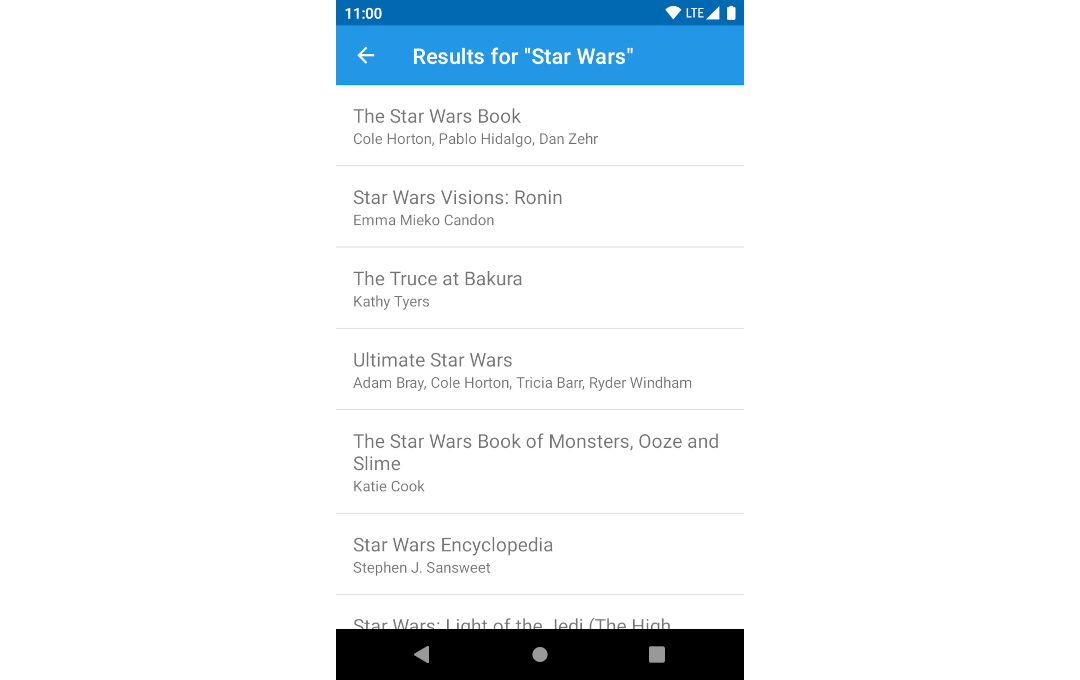 11:00 LTE
Results for "Star Wars"
The Star Wars Book
Cole Horton, Pablo Hidalgo, Dan Zehr
Star Wars Visions: Ronin
Emma Mieko Candon
The Truce at Bakura
Kathy Tyers
Ultimate Star Wars
Adam Bray, Cole Horton, Tricia Barr, Ryder Windham
The Star Wars Book of Monsters, Ooze and
Slime
Katie Cook
Star Wars Encyclopedia
Stephen J. Sansweet
Star Wars: Light of the Jedi (The High